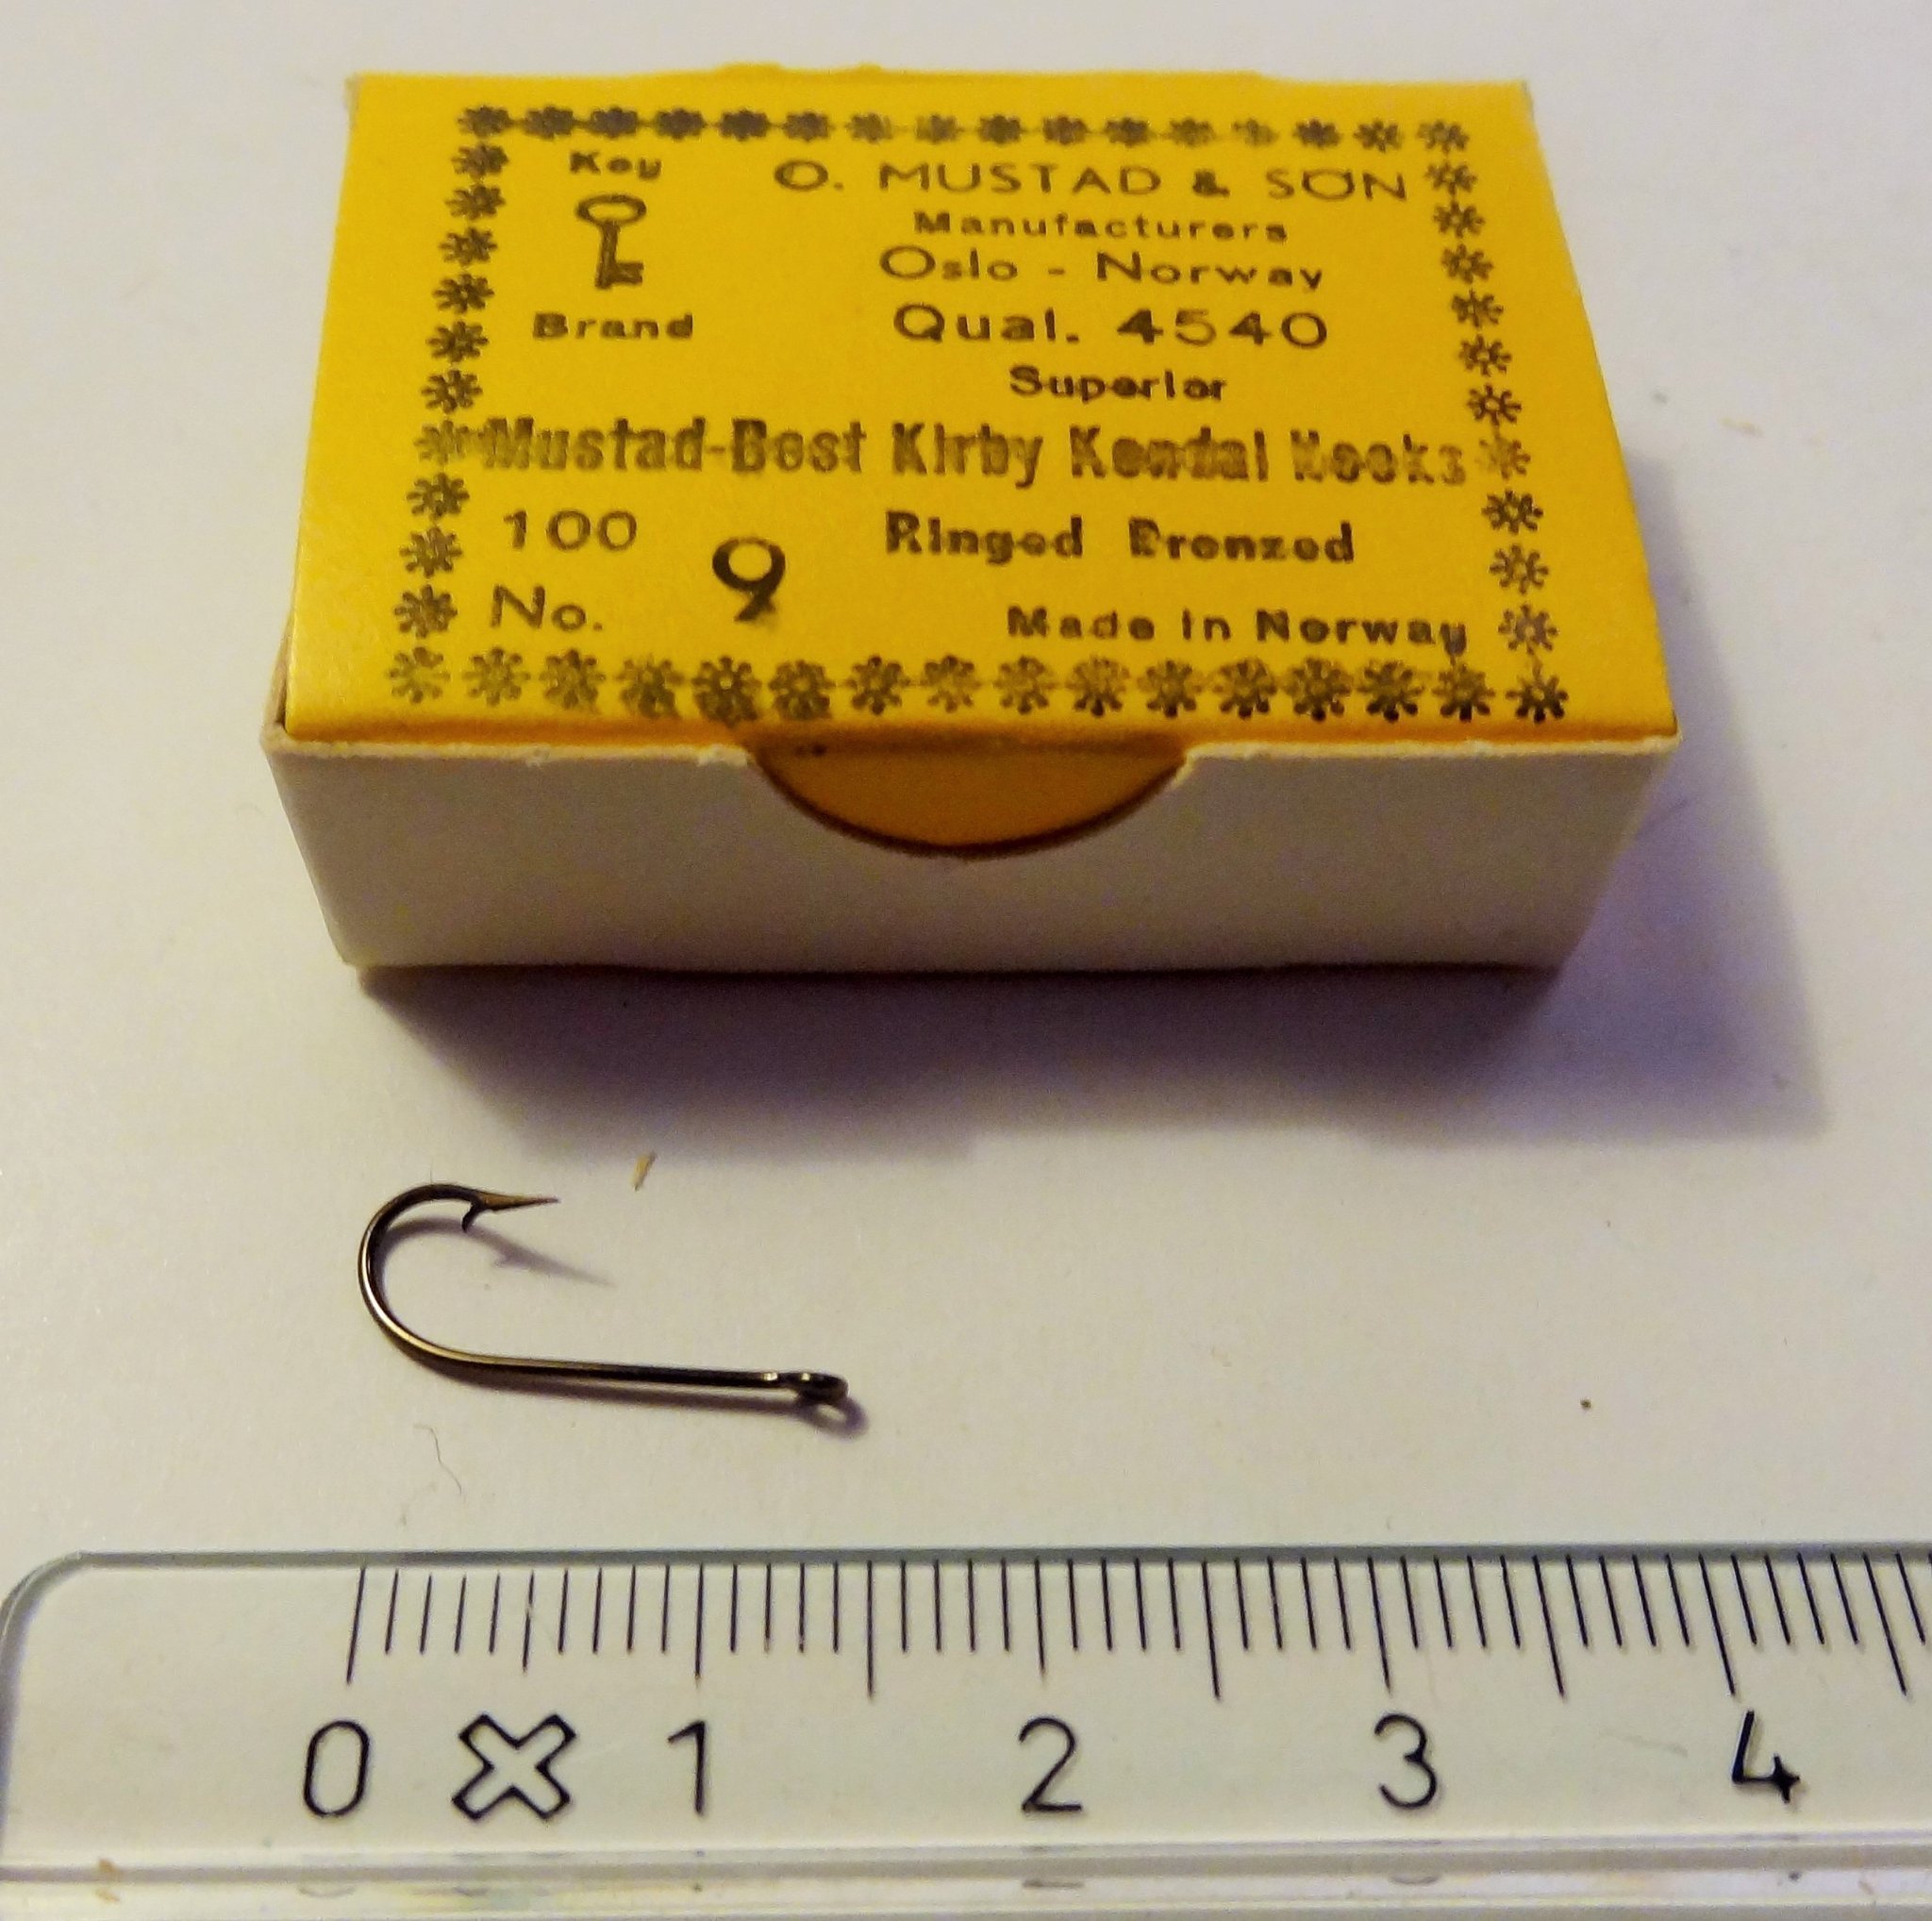 Key
Brand
O. MUSTAD & SÖN
Manufacturers
Oslo - Norway
Qual. 4540
Superior
Mustad-Best Kirby Kendal Hooks
100
Ringed Bronzed
No. 9
Made in Norway
0 1 2 3 4